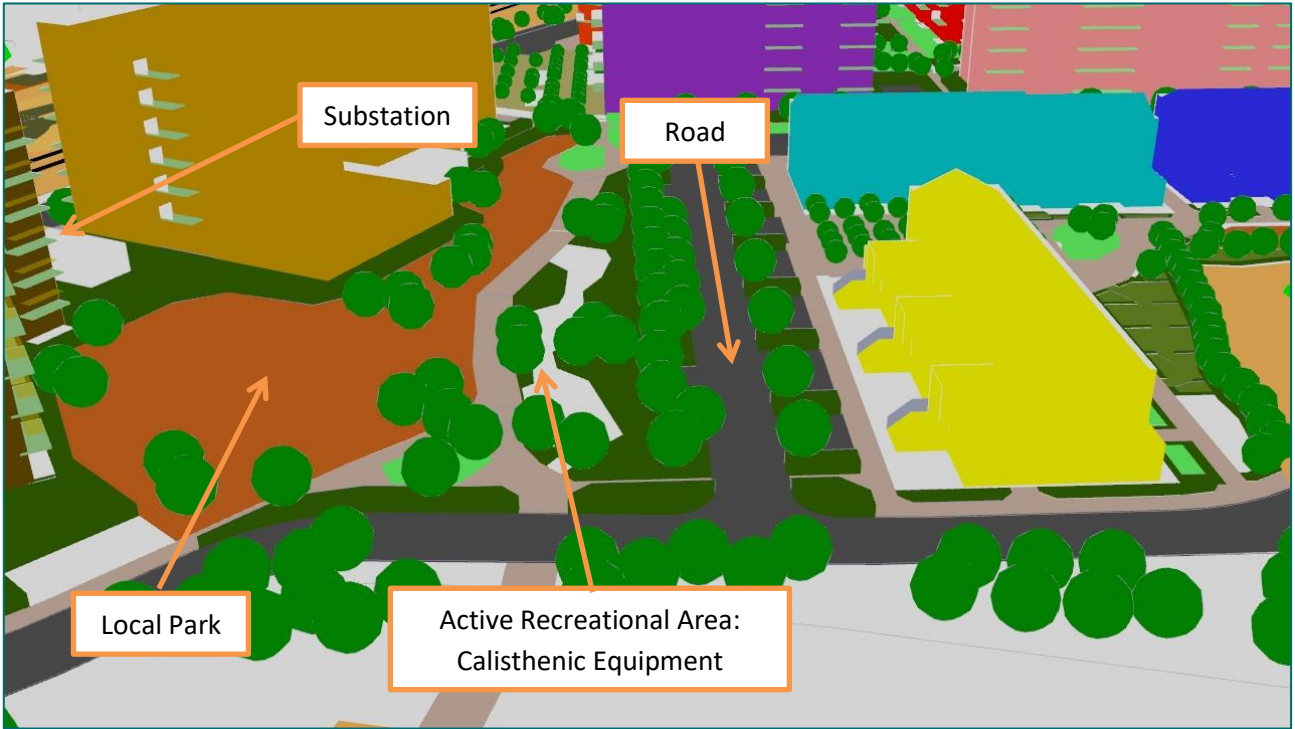 Substation
Road
Local Park
Active Recreational Area:
Calisthenic Equipment